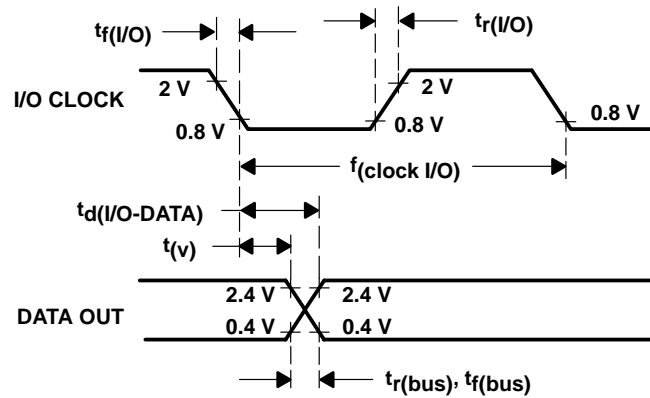 tf(I/O)
tr(I/O)
I/O CLOCK
2 V
2 V
0.8 V
0.8 V
0.8 V
f(clock I/O)
td(I/O-DATA)
t(v)
DATA OUT
2.4 V
2.4 V
0.4 V
0.4 V
tr(bus), tf(bus)